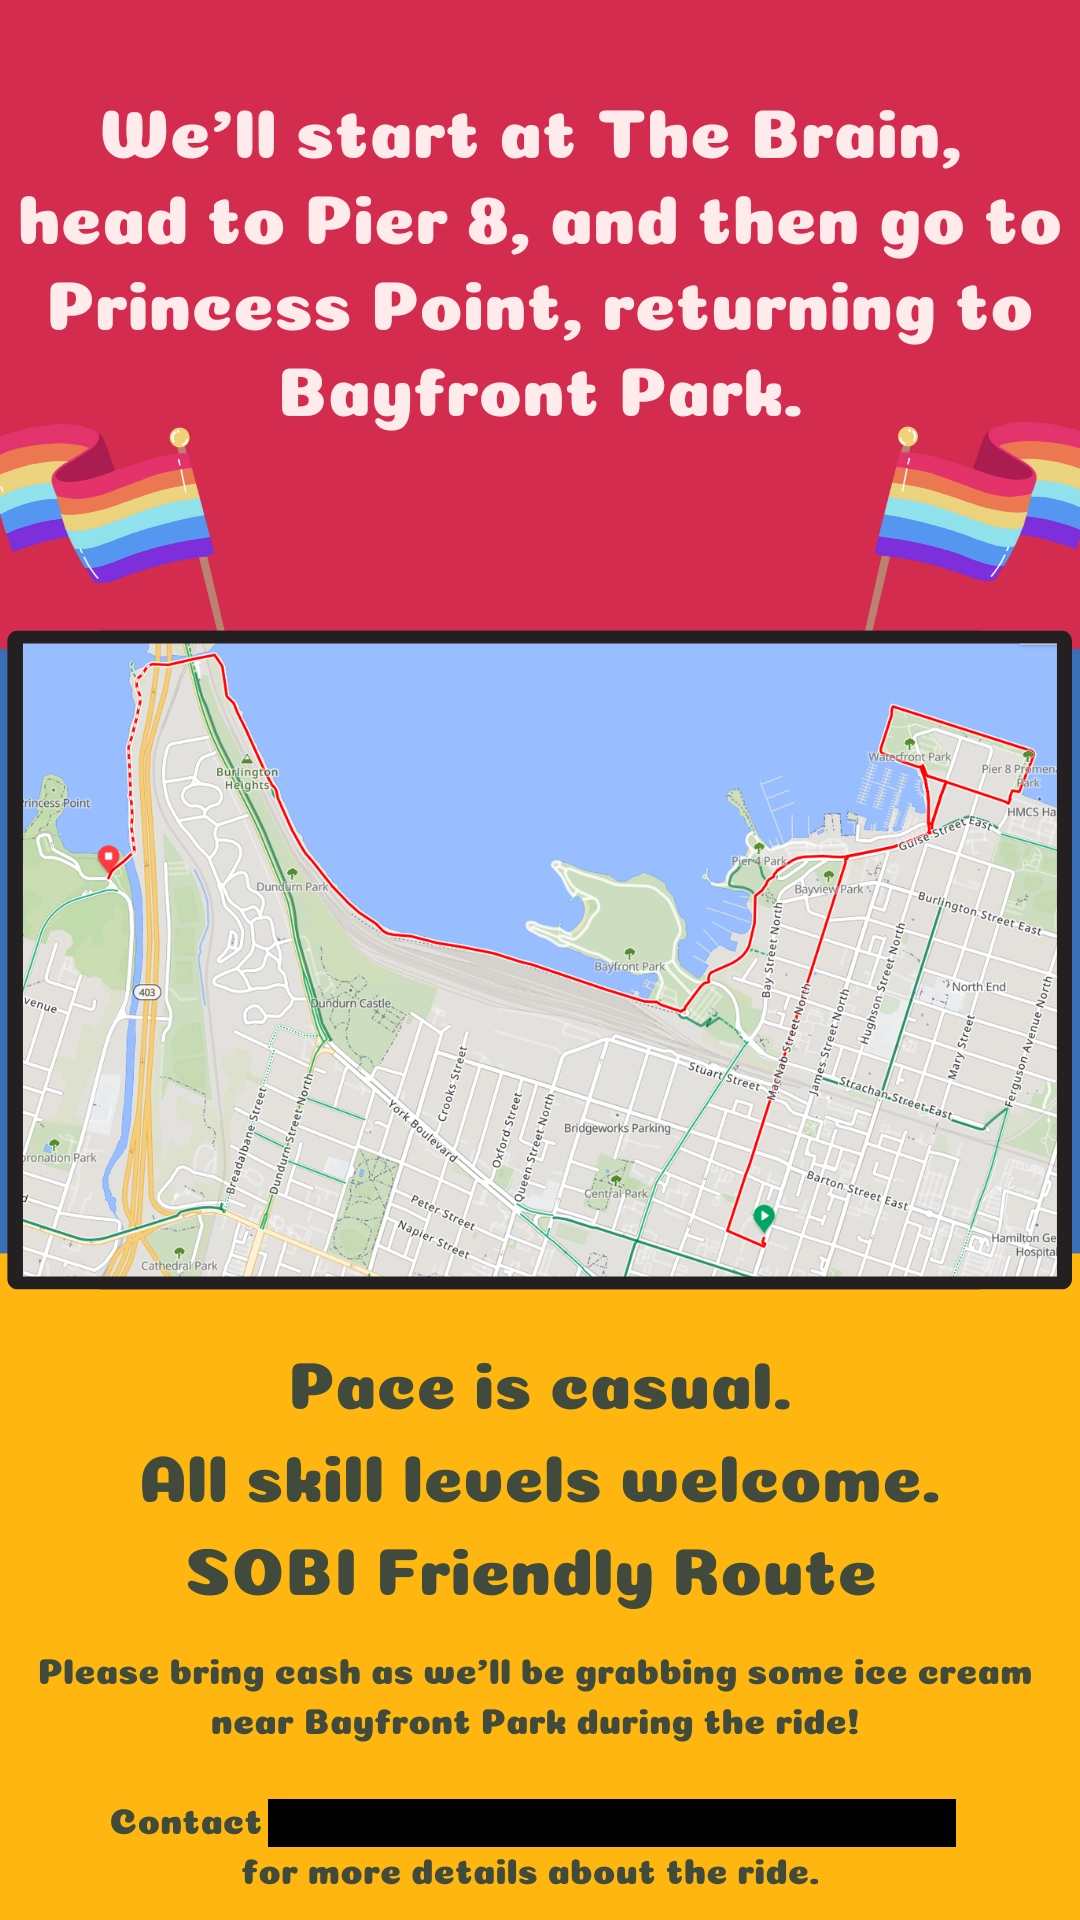 We'll start at The Brain,
head to Pier 8, and then go to
Princess Point, returning to
Bayfront Park.
Burlington
Heights
Waterfront Park
Pier 8 Promena
Park
rincess Point
HMCS Ha
Guise Street East
Pier 4 Park
Dundurn Park
Bayview Park
Burlington Street East
Bay Street North
Hughson Street North
Bayfront Park
403
Dundurn Castle
North End
venue
MacNab Street North
James Street North
Mary Street
Ferguson Avenue North
Crooks Street
Stuart Street
Strachan Street East
Breadalbane Street
Dundurn Street North
York Boulevard
Oxford Street
Queen Street North
Bridgeworks Parking
oronation Park
Barton Street East
Central Park
Peter Street
Napier Street
Hamilton Ge
Hospital
Cathedral Park
Pace is casual.
All skill levels welcome.
SOBI Friendly Route
Please bring cash as we'll be grabbing some ice cream
near Bayfront Park during the ride!
Contact
for more details about the ride.